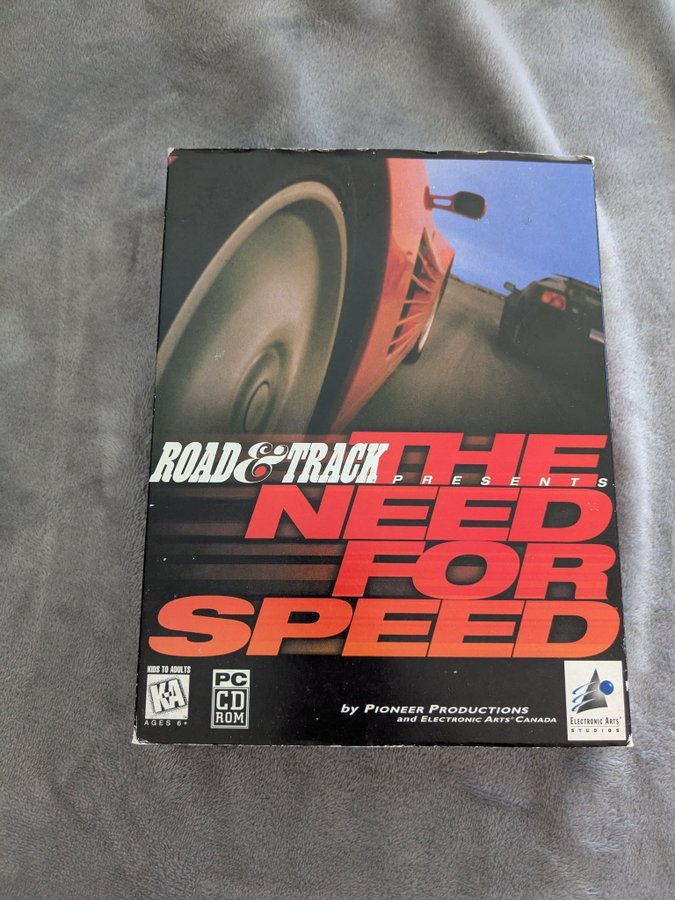 ROAD & TRACK
PRESENTS
THE
NEED
FOR
SPEED
KIDS TO ADULTS
K-A
AGES 6+
PC
CD
ROM
by PIONEER PRODUCTIONS
and ELECTRONIC ARTS® CANADA
ELECTRONIC ARTS®
STUDIOS